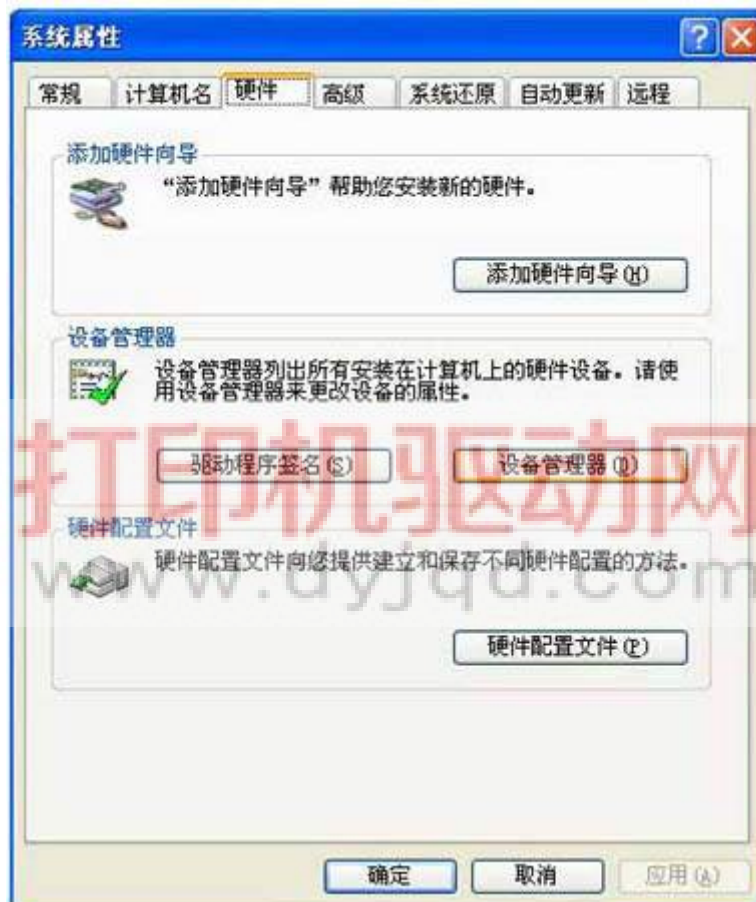 系统属性
常规 计算机名 硬件 高级 系统还原 自动更新 远程
添加硬件向导
“添加硬件向导”帮助您安装新的硬件。
添加硬件向导(H)
设备管理器
设备管理器列出所有安装在计算机上的硬件设备。请使
用设备管理器来更改设备的属性。
驱动程序签名(S) 设备管理器(D)
打印机驱动网
硬件配置文件
硬件配置文件向您提供建立和保存不同硬件配置的方法。
www.dyjqd.com
硬件配置文件(P)
确定 取消 应用(A)